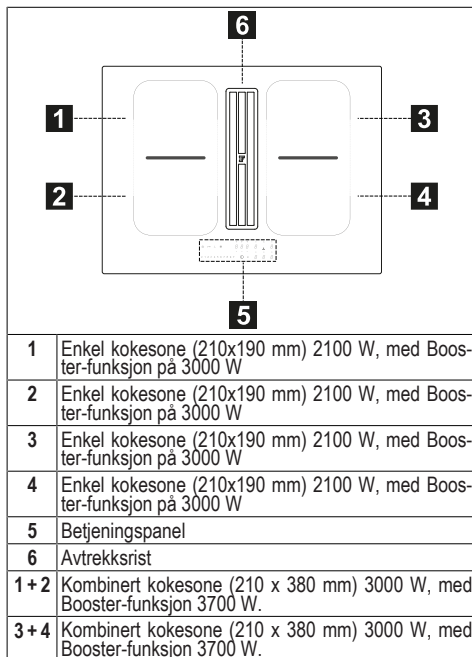 6
1
3
2
4
5
1 Enkel kokesone (210x190 mm) 2100 W, med Boos-
ter-funksjon på 3000 W
2 Enkel kokesone (210x190 mm) 2100 W, med Boos-
ter-funksjon på 3000 W
3 Enkel kokesone (210x190 mm) 2100 W, med Boos-
ter-funksjon på 3000 W
4 Enkel kokesone (210x190 mm) 2100 W, med Boos-
ter-funksjon på 3000 W
5 Betjeningspanel
6 Avtrekksrist
1+2 Kombinert kokesone (210 x 380 mm) 3000 W, med
Booster-funksjon 3700 W.
3+4 Kombinert kokesone (210 x 380 mm) 3000 W, med
Booster-funksjon 3700 W.